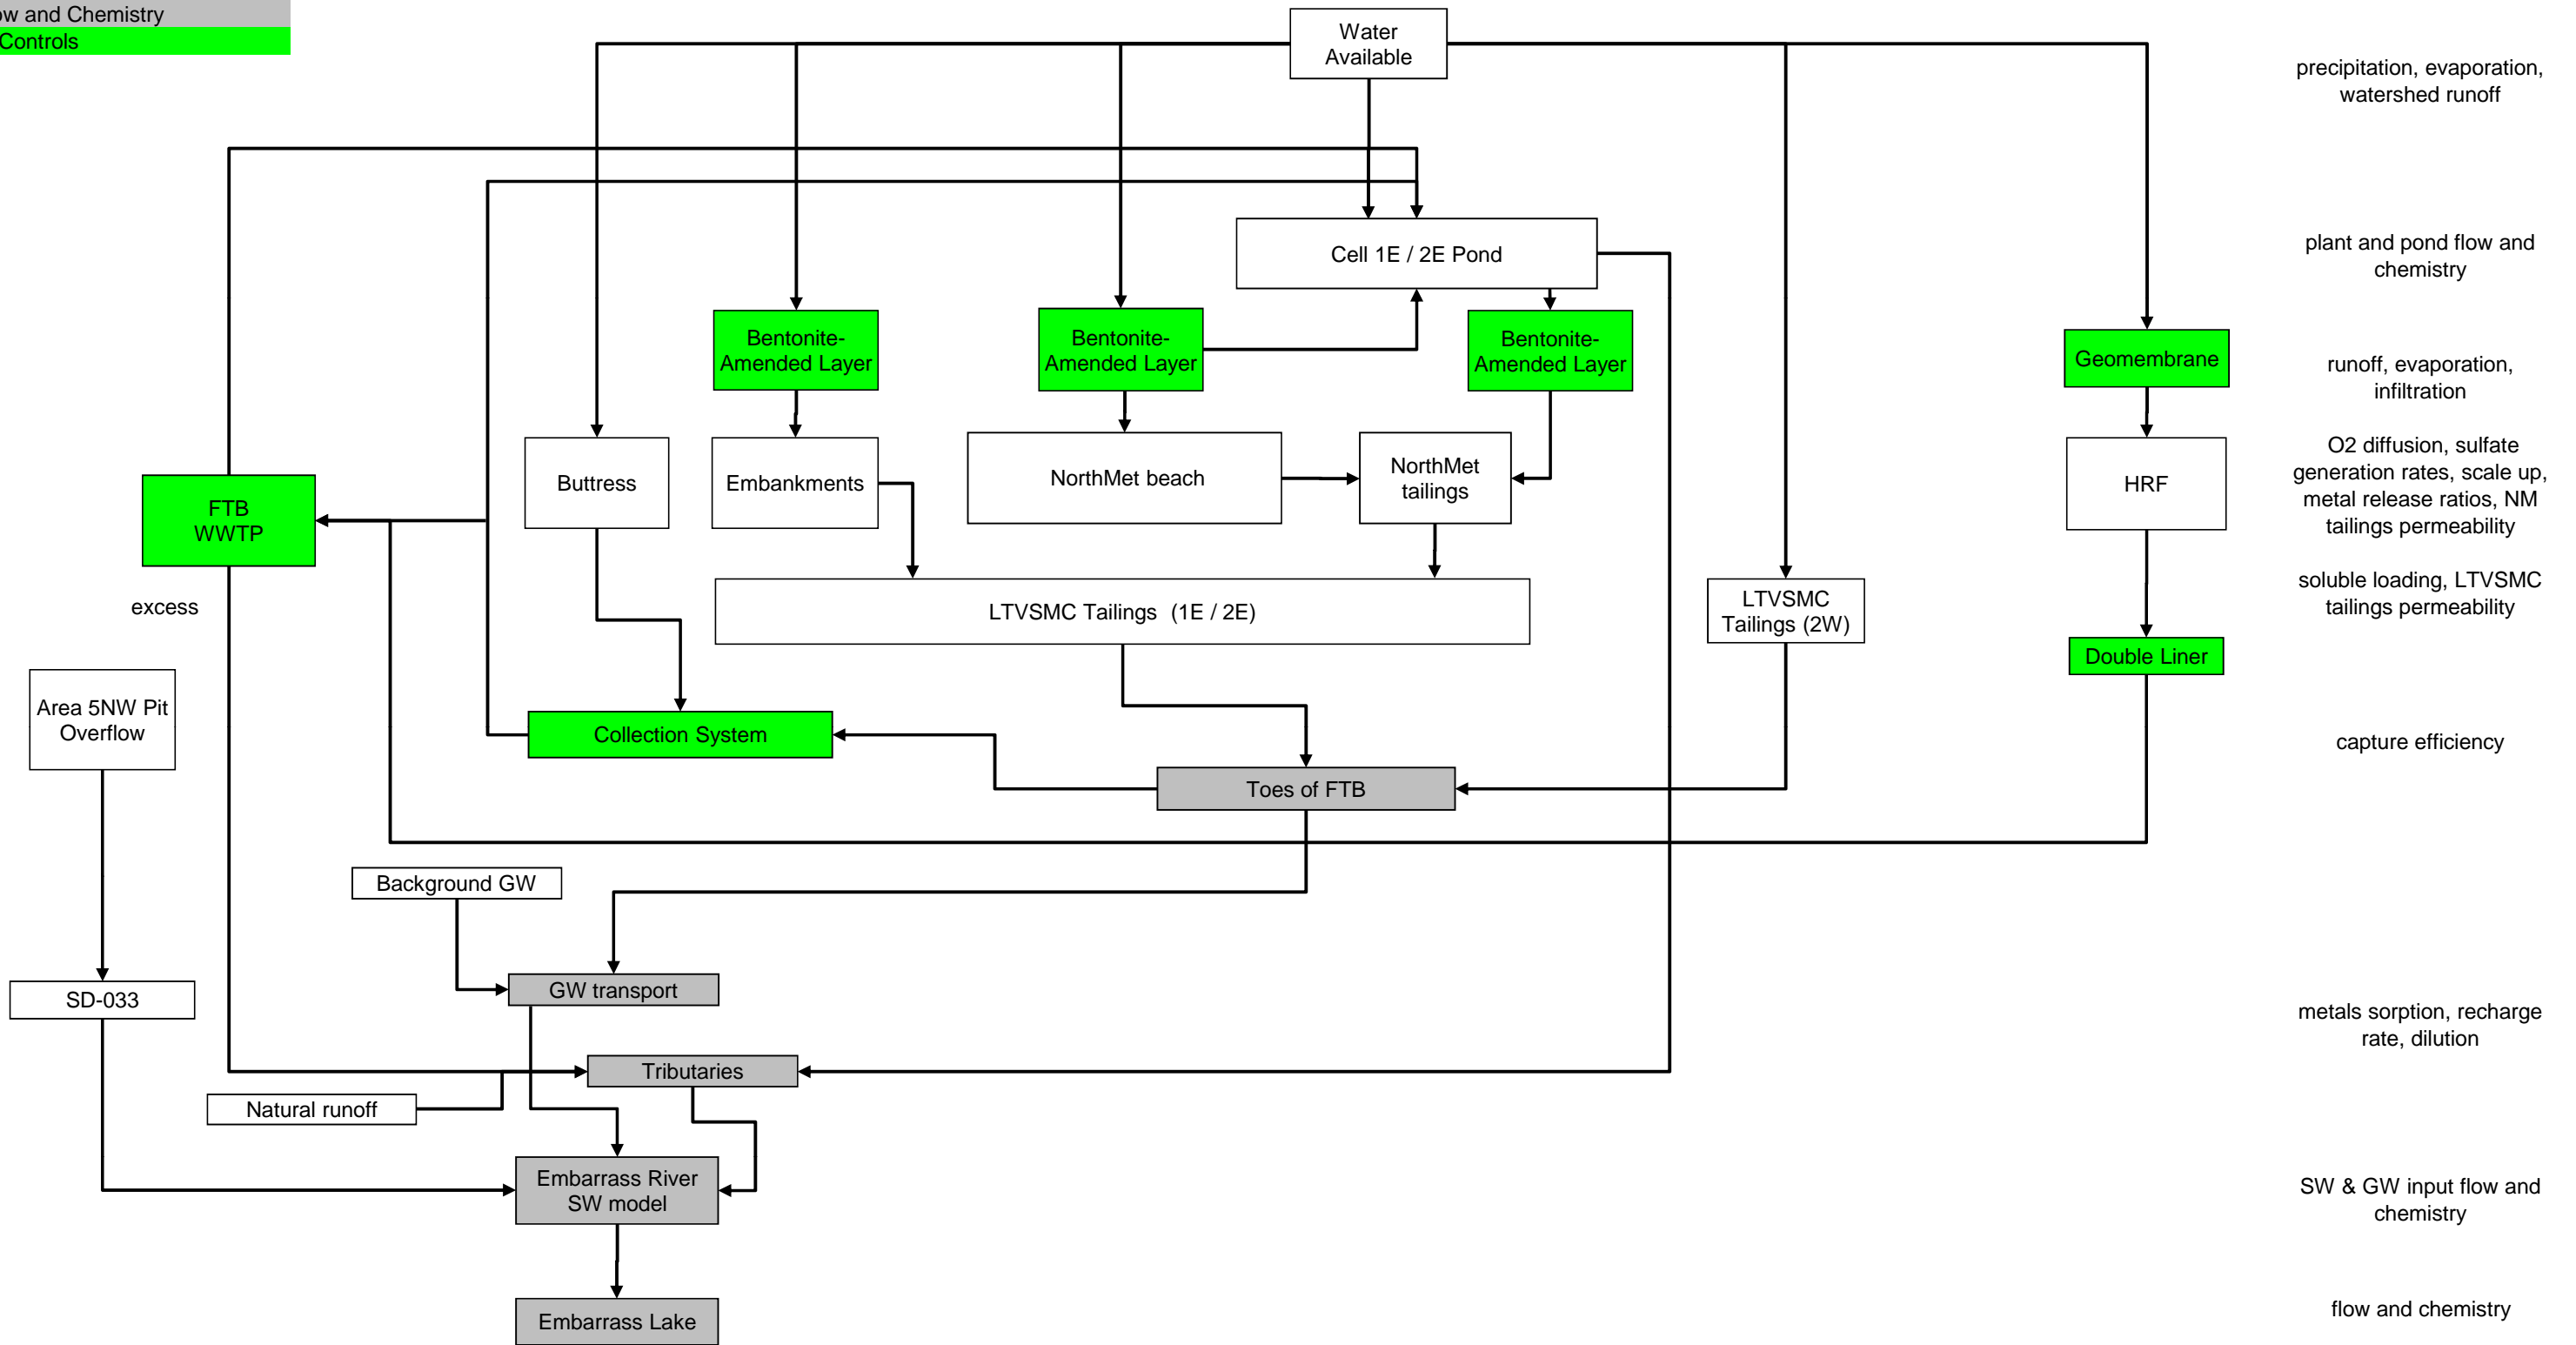 and Chemistry
Controls
Water
Available
precipitation, evaporation,
watershed runoff
Cell 1E / 2E Pond
plant and pond flow and
chemistry
Bentonite-
Amended Layer
Bentonite-
Amended Layer
Bentonite-
Amended Layer
Geomembrane
runoff, evaporation,
infiltration
Buttress
Embankments
NorthMet beach
NorthMet
tailings
HRF
O2 diffusion, sulfate
generation rates, scale up,
metal release ratios, NM
tailings permeability
FTB
WWTP
excess
LTVSMC Tailings (1E / 2E)
LTVSMC
Tailings (2W)
soluble loading, LTVSMC
tailings permeability
Double Liner
Area 5NW Pit
Overflow
Collection System
capture efficiency
Toes of FTB
Background GW
GW transport
SD-033
metals sorption, recharge
rate, dilution
Tributaries
Natural runoff
Embarrass River
SW model
SW & GW input flow and
chemistry
Embarrass Lake
flow and chemistry